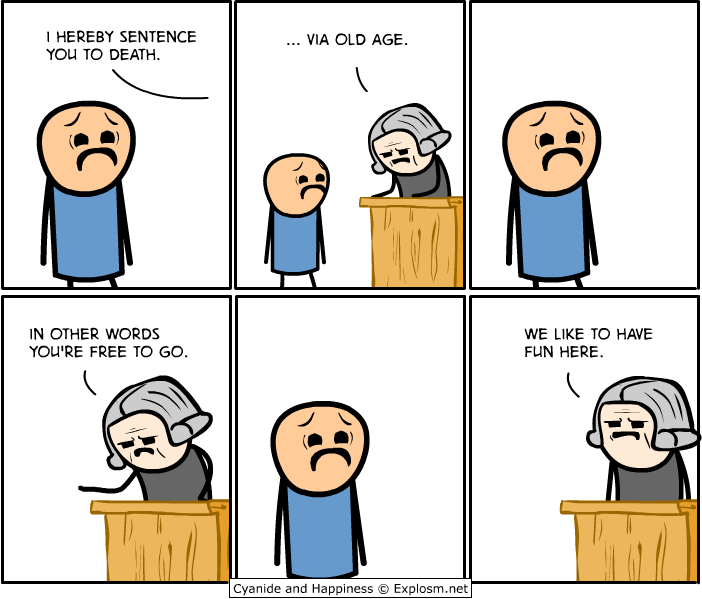 I HEREBY SENTENCE
YOU TO DEATH.
... VIA OLD AGE.
IN OTHER WORDS
YOU'RE FREE TO GO.
WE LIKE TO HAVE
FUN HERE.
Cyanide and Happiness © Explosm.net